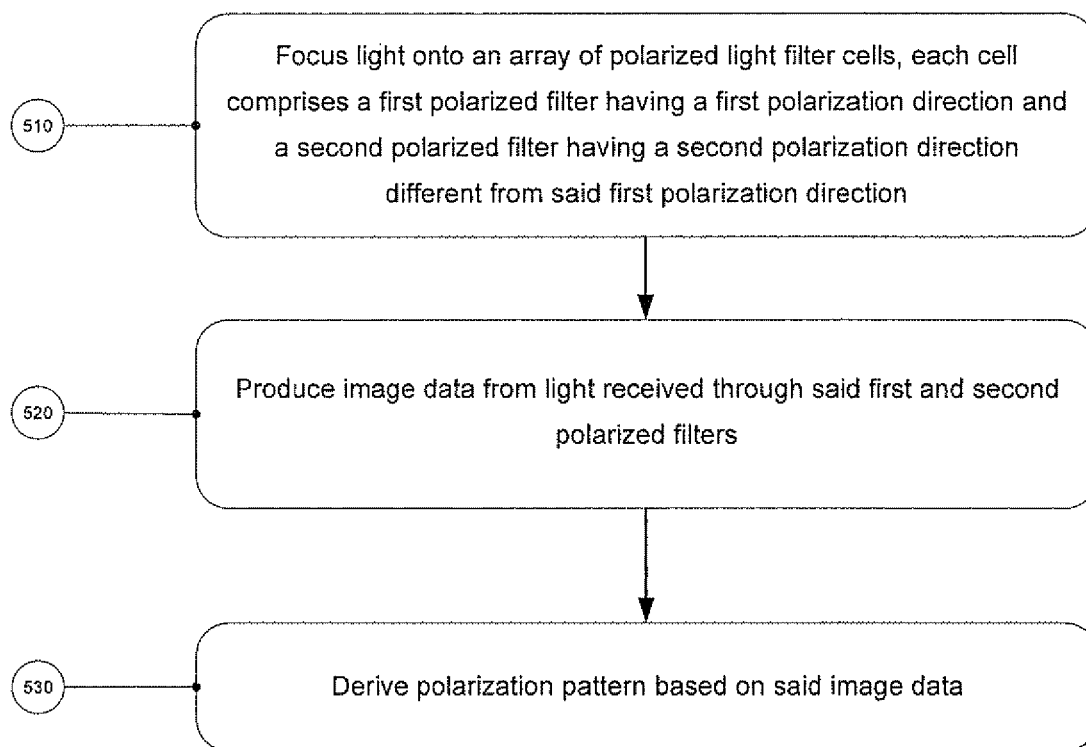 510
Focus light onto an array of polarized light filter cells, each cell
comprises a first polarized filter having a first polarization direction and
a second polarized filter having a second polarization direction
different from said first polarization direction
520
Produce image data from light received through said first and second
polarized filters
530
Derive polarization pattern based on said image data